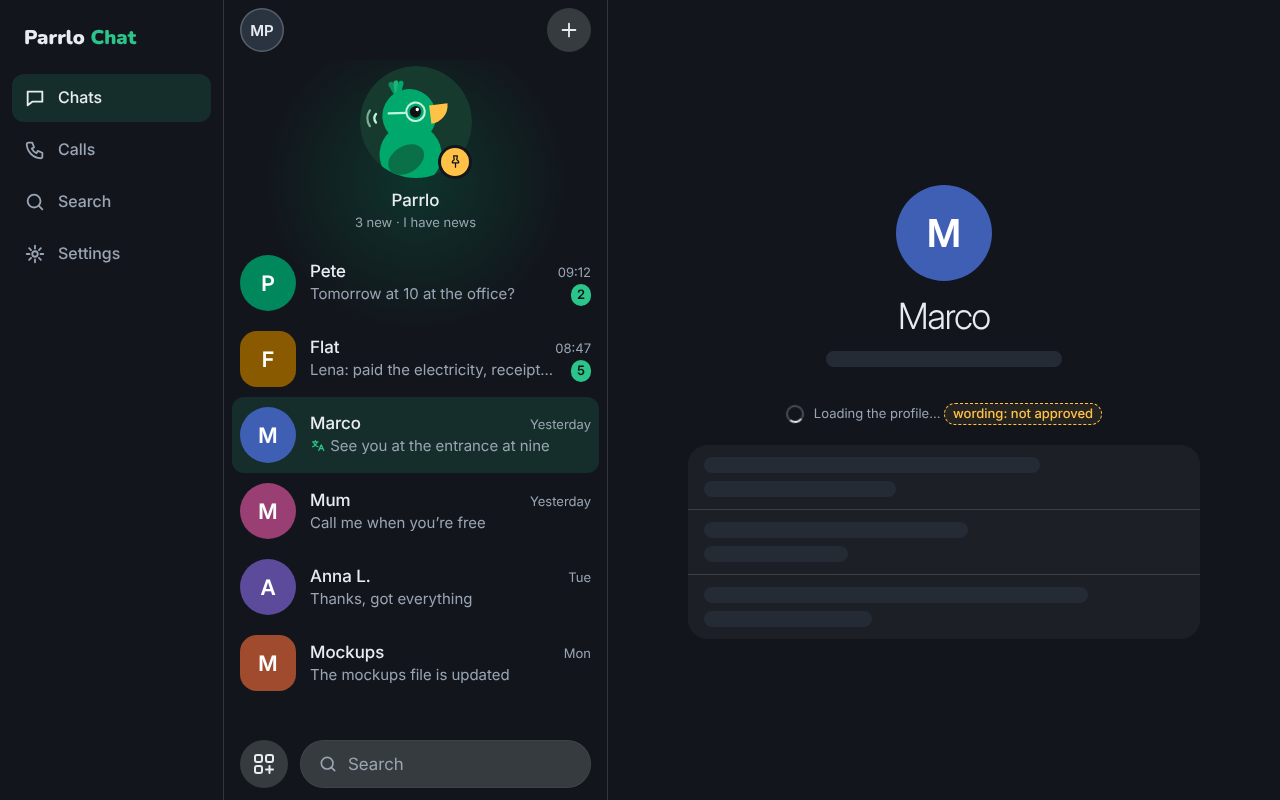 Parrlo Chat
Chats
Calls
Search
Settings
MP
Parrlo
3 new · I have news
P
Pete
09:12
Tomorrow at 10 at the office?
2
F
Flat
08:47
Lena: paid the electricity, receipt…
5
M
Marco
Yesterday
See you at the entrance at nine
M
Mum
Yesterday
Call me when you’re free
A
Anna L.
Tue
Thanks, got everything
M
Mockups
Mon
The mockups file is updated
Search
M
Marco
Loading the profile… wording: not approved